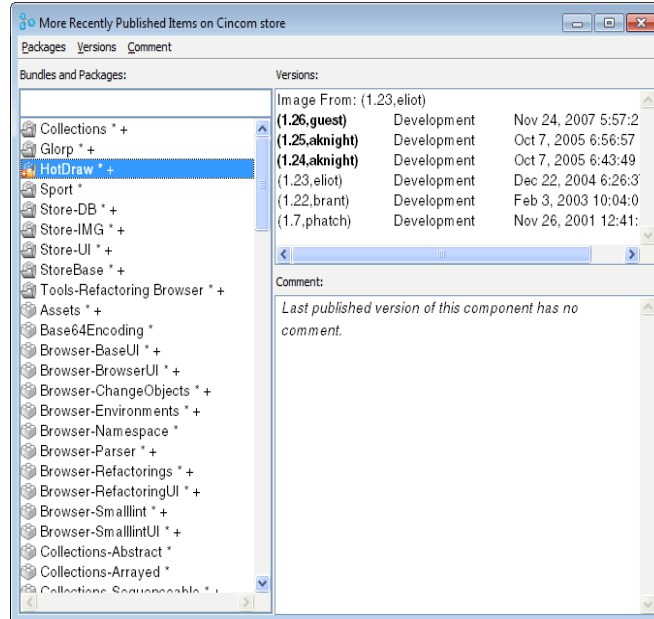 More Recently Published Items on Cincom store
Packages Versions Comment
Bundles and Packages:
Collections * +
Glorp * +
HotDraw * +
Sport *
Store-DB * +
Store-IMG * +
Store-UI * +
StoreBase * +
Tools-Refactoring Browser * +
Assets * +
Base64Encoding *
Browser-BaseUI * +
Browser-BrowserUI * +
Browser-ChangeObjects * +
Browser-Environments * +
Browser-Namespace *
Browser-Parser * +
Browser-Refactorings * +
Browser-RefactoringUI * +
Browser-Smalllint * +
Browser-SmalllintUI * +
Collections-Abstract *
Collections-Arrayed *
Collections-Sequenceable * +
Versions:
Image From: (1.23,eliot)
(1.26,guest) Development Nov 24, 2007 5:57:2
(1.25,aknight) Development Oct 7, 2005 6:56:57
(1.24,aknight) Development Oct 7, 2005 6:43:49
(1.23,eliot) Development Dec 22, 2004 6:26:3
(1.22,brant) Development Feb 3, 2003 10:04:0
(1.7,phatch) Development Nov 26, 2001 12:41:
Comment:
Last published version of this component has no
comment.